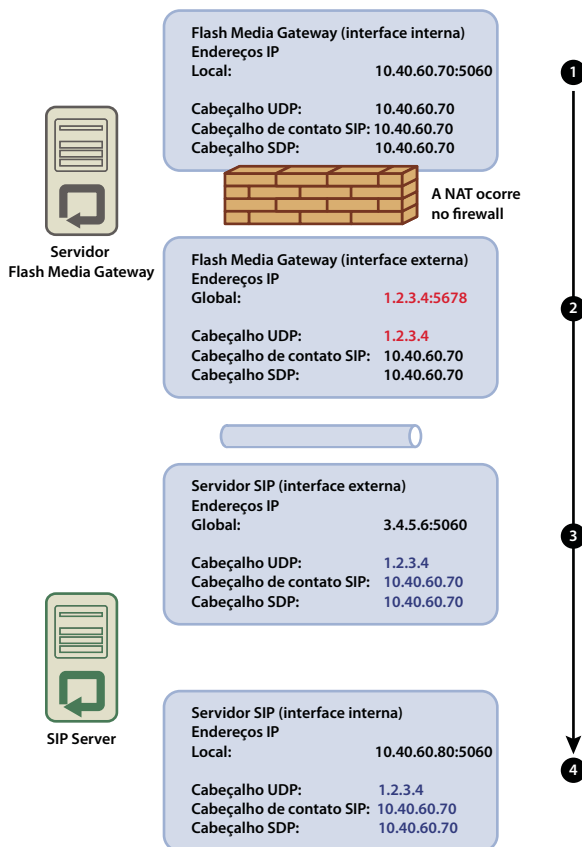 Flash Media Gateway (interface interna)
Endereços IP
Local: 10.40.60.70:5060
Cabeçalho UDP: 10.40.60.70
Cabeçalho de contato SIP: 10.40.60.70
Cabeçalho SDP: 10.40.60.70
1
A NAT ocorre
no firewall
Servidor
Flash Media Gateway
Flash Media Gateway (interface externa)
Endereços IP
Global: 1.2.3.4:5678
Cabeçalho UDP: 1.2.3.4
Cabeçalho de contato SIP: 10.40.60.70
Cabeçalho SDP: 10.40.60.70
2
Servidor SIP (interface externa)
Endereços IP
Global: 3.4.5.6:5060
Cabeçalho UDP: 1.2.3.4
Cabeçalho de contato SIP: 10.40.60.70
Cabeçalho SDP: 10.40.60.70
3
SIP Server
Servidor SIP (interface interna)
Endereços IP
Local: 10.40.60.80:5060
Cabeçalho UDP: 1.2.3.4
Cabeçalho de contato SIP: 10.40.60.70
Cabeçalho SDP: 10.40.60.70
4